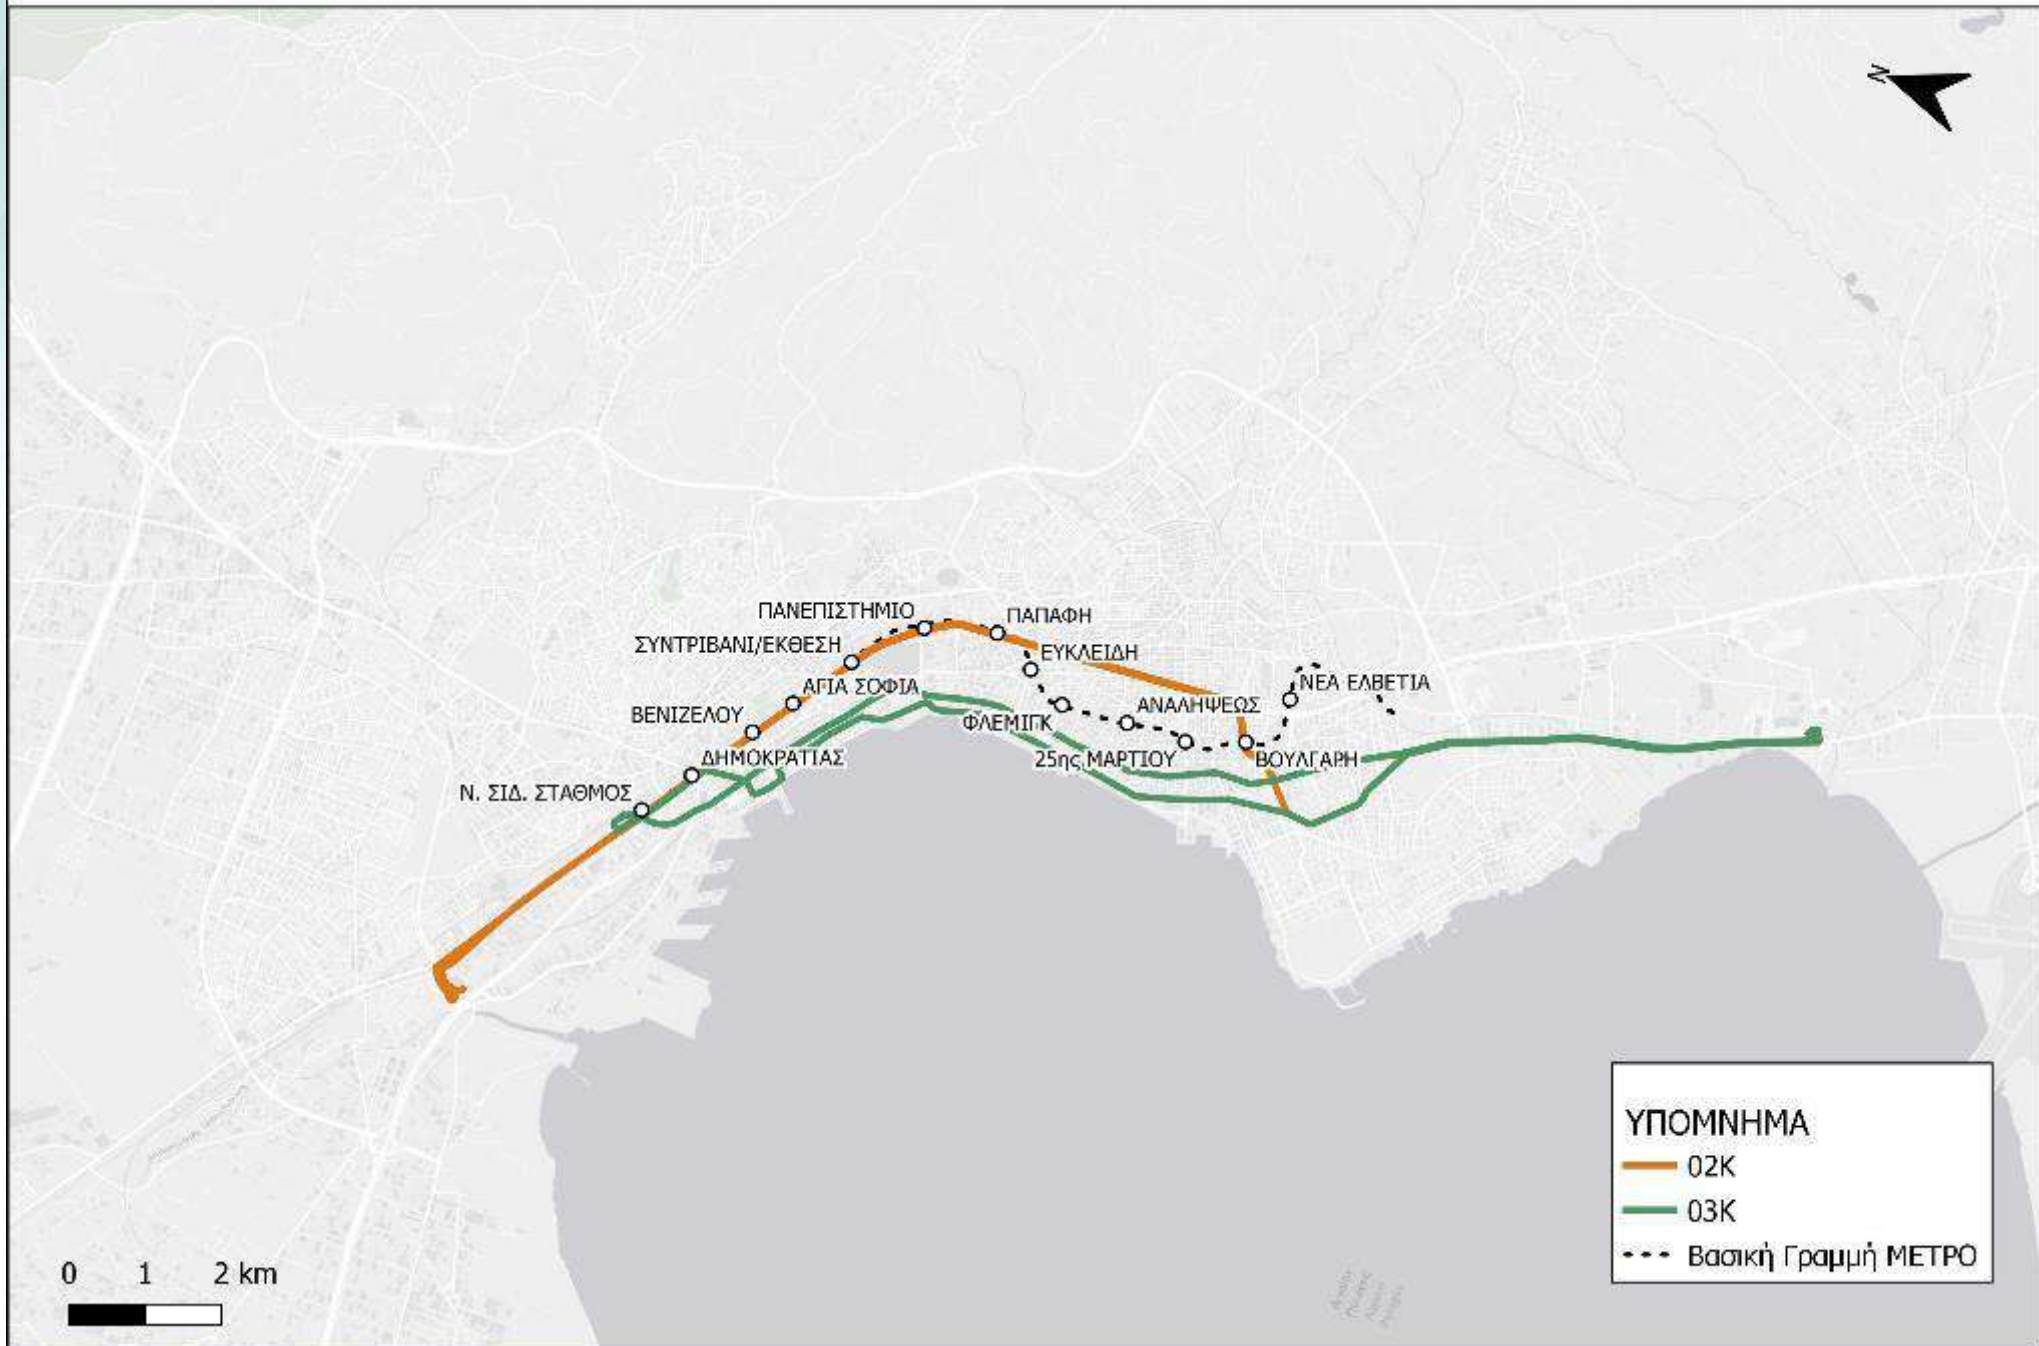 N
ΠΑΝΕΠΙΣΤΗΜΙΟ
ΠΑΠΑΦΗ
ΣΥΝΤΡΙΒΑΝΙ/ΕΚΘΕΣΗ
ΕΥΚΛΕΙΔΗ
ΑΓΙΑ ΣΟΦΙΑ
ΝΕΑ ΕΛΒΕΤΙΑ
ΒΕΝΙΖΕΛΟΥ
ΑΝΑΛΗΨΕΩΣ
ΦΛΕΜΙΓΚ
ΔΗΜΟΚΡΑΤΙΑΣ
25ης ΜΑΡΤΙΟΥ
ΒΟΥΛΓΑΡΗ
Ν. ΣΙΔ. ΣΤΑΘΜΟΣ
ΥΠΟΜΝΗΜΑ
02Κ
03Κ
Βασική Γραμμή ΜΕΤΡΟ
0 1 2 km